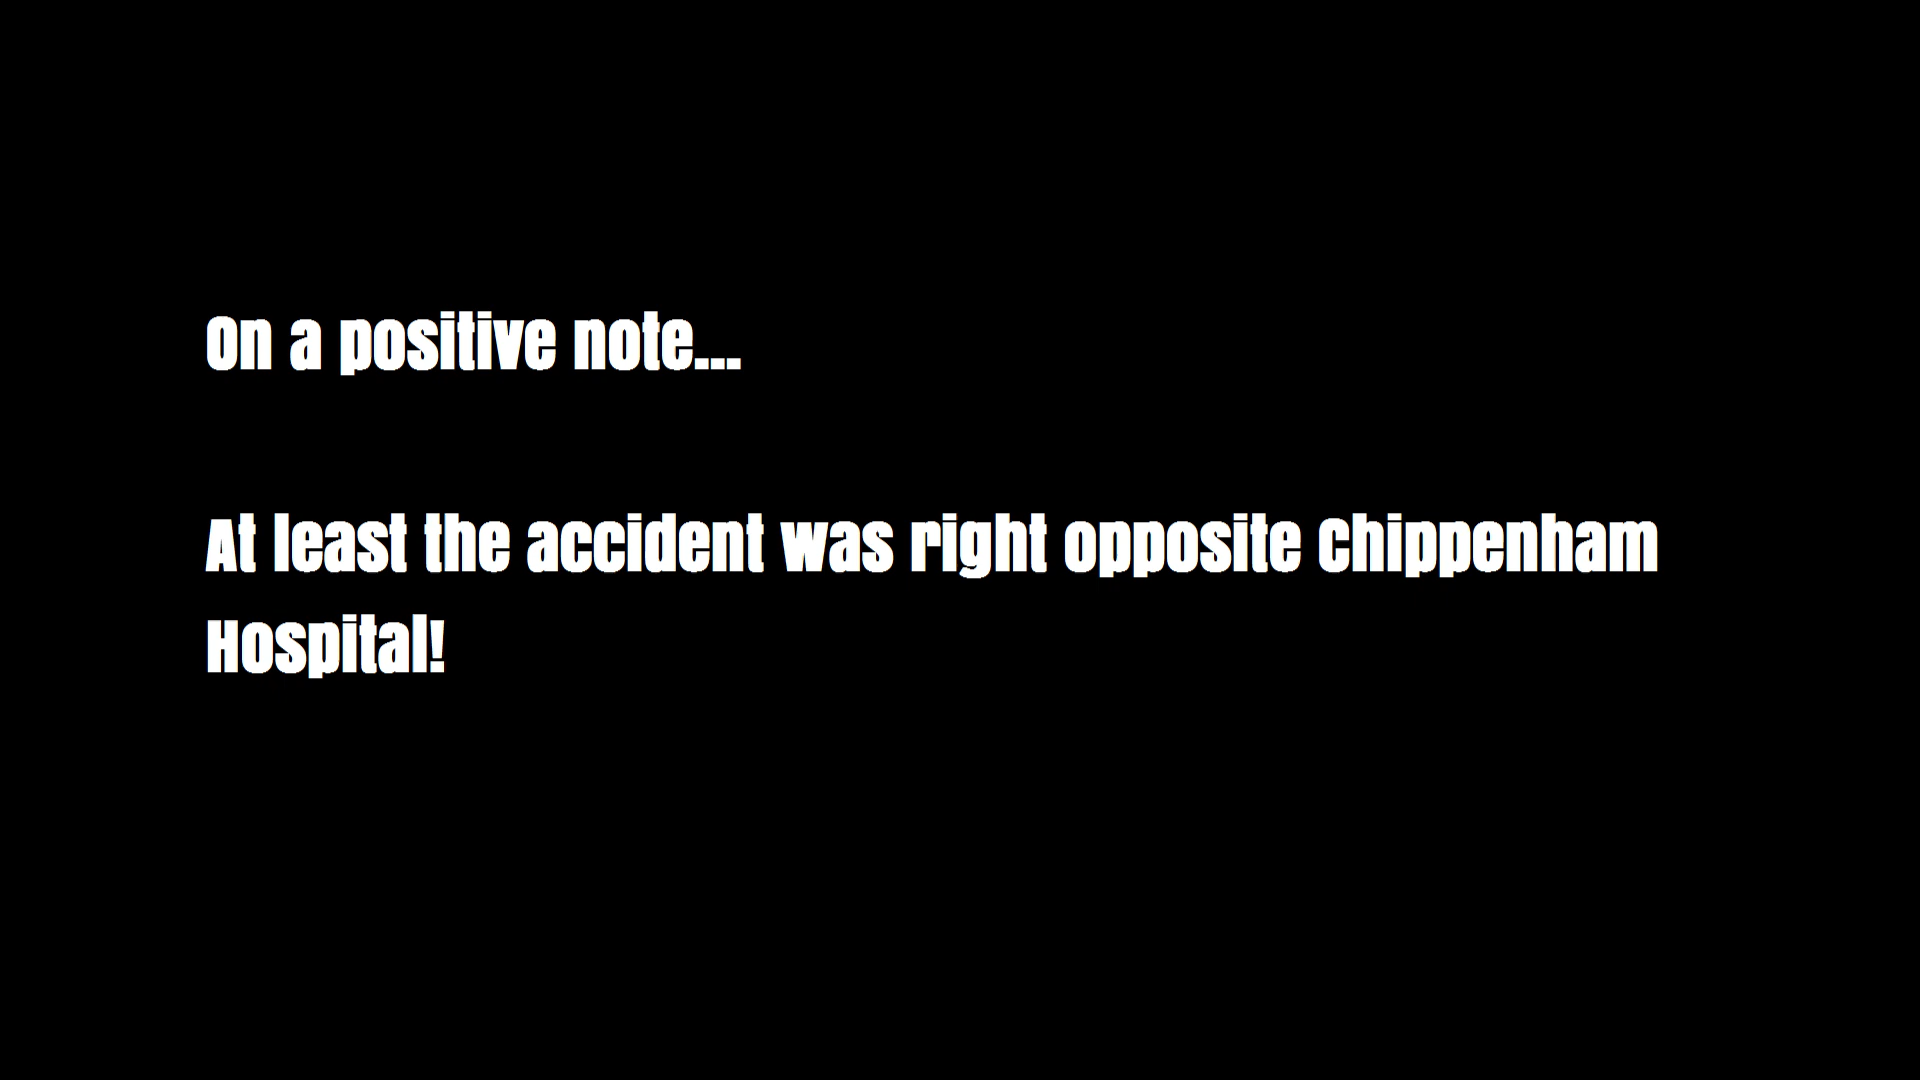 On a positive note...
At least the accident was right opposite Chippenham
Hospital!